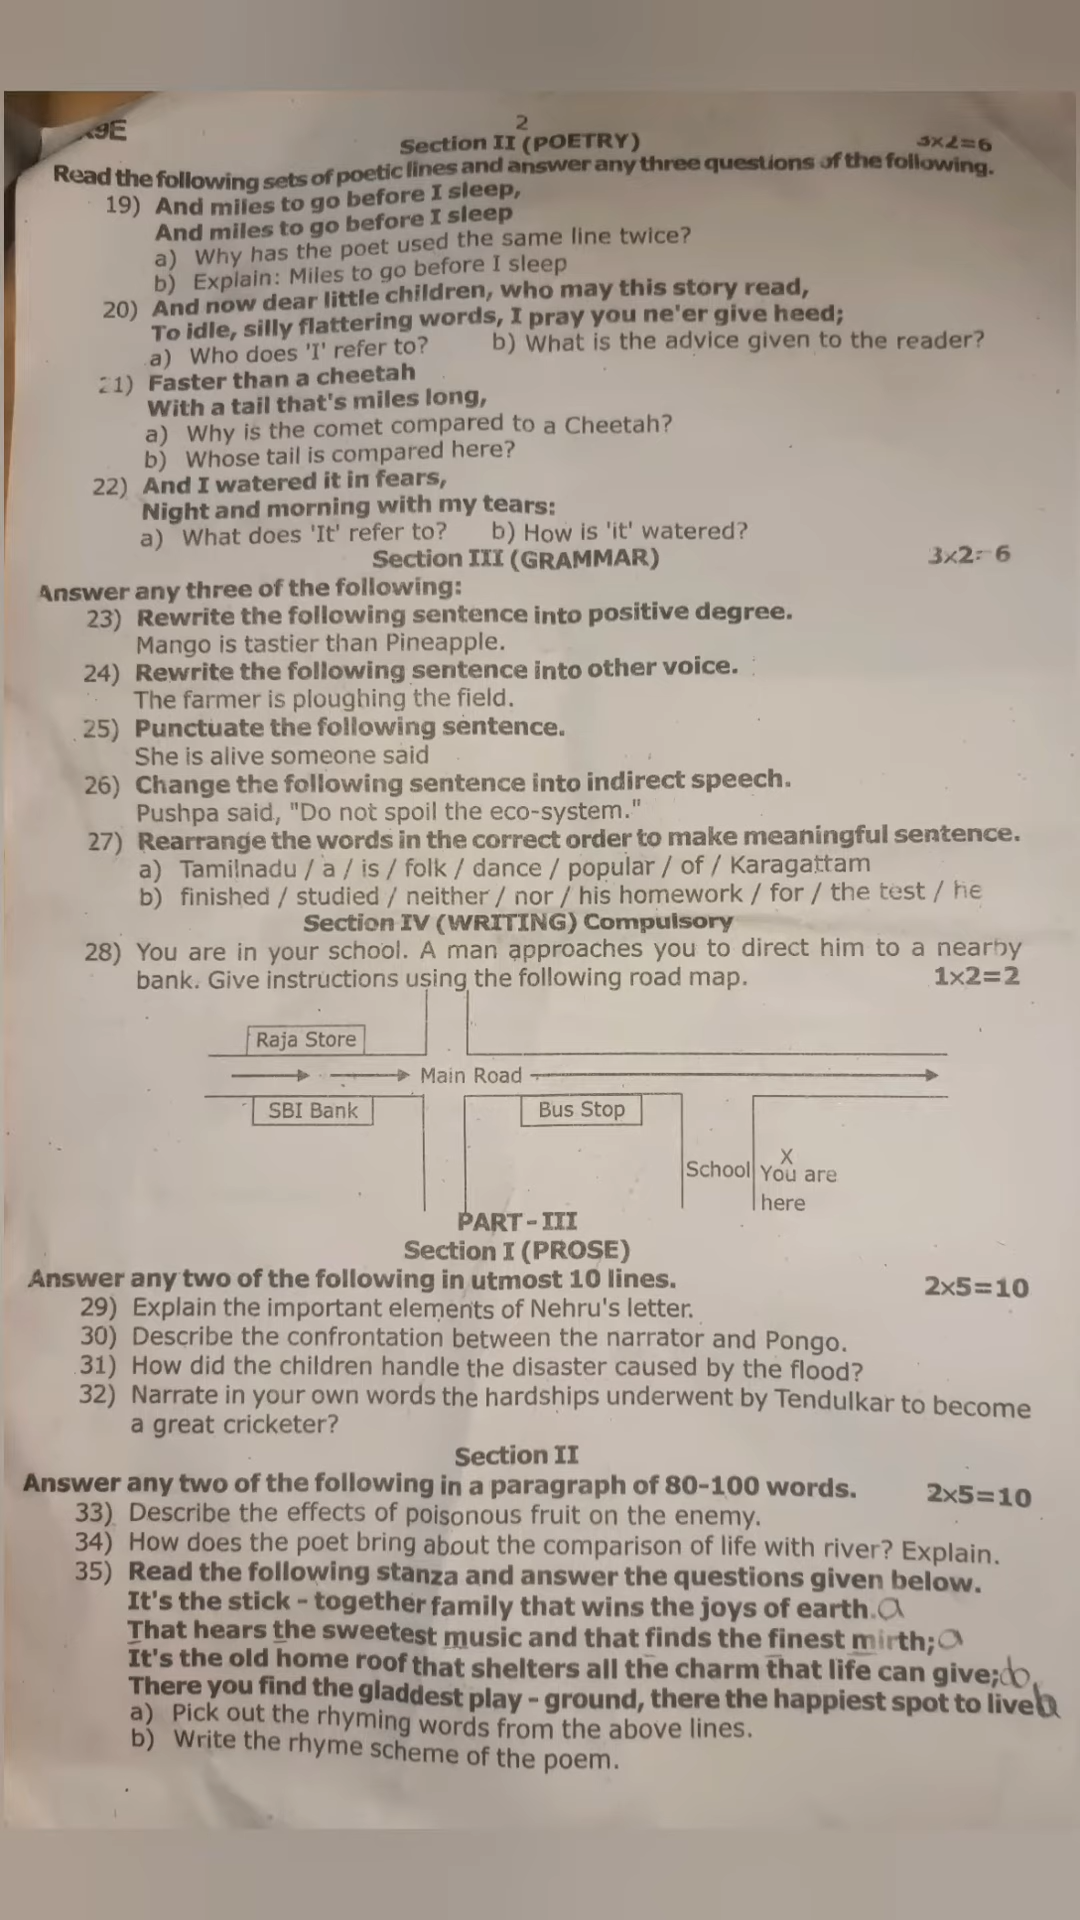 9E
2
Section II (POETRY)
3x2=6
Read the following sets of poetic lines and answer any three questions of the following.
19) And miles to go before I sleep,
And miles to go before I sleep
a) Why has the poet used the same line twice?
b) Explain: Miles to go before I sleep
20) And now dear little children, who may this story read,
To idle, silly flattering words, I pray you ne'er give heed;
a) Who does 'I' refer to? b) What is the advice given to the reader?
21) Faster than a cheetah
With a tail that's miles long,
a) Why is the comet compared to a Cheetah?
b) Whose tail is compared here?
22) And I watered it in fears,
Night and morning with my tears:
a) What does 'It' refer to? b) How is 'it' watered?
Section III (GRAMMAR) 3x2=6
Answer any three of the following:
23) Rewrite the following sentence into positive degree.
Mango is tastier than Pineapple.
24) Rewrite the following sentence into other voice.
The farmer is ploughing the field.
25) Punctuate the following sentence.
She is alive someone said
26) Change the following sentence into indirect speech.
Pushpa said, "Do not spoil the eco-system."
27) Rearrange the words in the correct order to make meaningful sentence.
a) Tamilnadu / a / is / folk / dance / popular / of / Karagattam
b) finished / studied / neither / nor / his homework / for / the test / he
Section IV (WRITING) Compulsory
28) You are in your school. A man approaches you to direct him to a nearby
bank. Give instructions using the following road map. 1x2=2
Raja Store
Main Road
SBI Bank
Bus Stop
School
X
You are
here
PART-III
Section I (PROSE)
Answer any two of the following in utmost 10 lines. 2x5=10
29) Explain the important elements of Nehru's letter.
30) Describe the confrontation between the narrator and Pongo.
31) How did the children handle the disaster caused by the flood?
32) Narrate in your own words the hardships underwent by Tendulkar to become
a great cricketer?
Section II
Answer any two of the following in a paragraph of 80-100 words. 2x5=10
33) Describe the effects of poisonous fruit on the enemy.
34) How does the poet bring about the comparison of life with river? Explain.
35) Read the following stanza and answer the questions given below.
It's the stick - together family that wins the joys of earth. a
That hears the sweetest music and that finds the finest mirth; a
It's the old home roof that shelters all the charm that life can give; b
There you find the gladdest play - ground, there the happiest spot to live b
a) Pick out the rhyming words from the above lines.
b) Write the rhyme scheme of the poem.